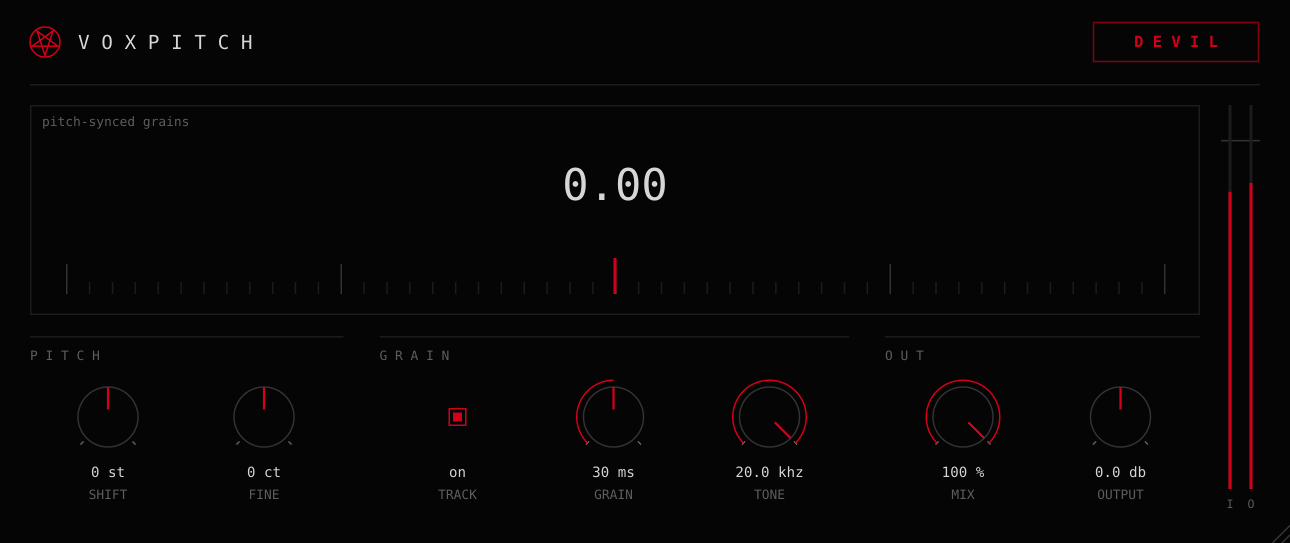 VOXPITCH
DEVIL
pitch-synced grains
0.00
PITCH
GRAIN
OUT
0 st
0 ct
on
30 ms
20.0 khz
100 %
0.0 db
SHIFT
FINE
TRACK
GRAIN
TONE
MIX
OUTPUT
I O